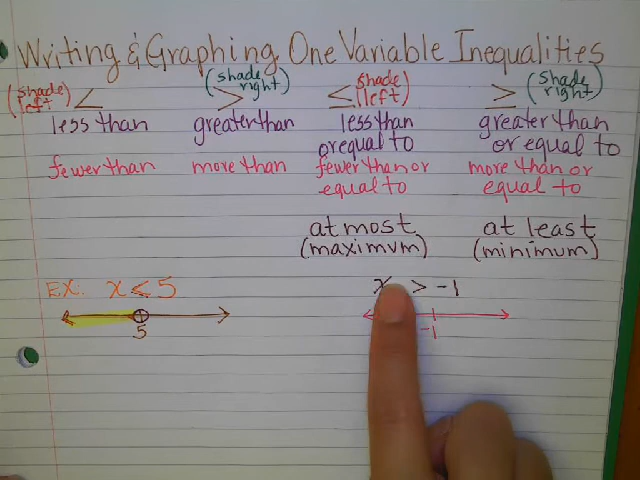 Writing & Graphing One Variable Inequalities
(shade left) < (shade right) > ≤ (shade left) ≥ (shade right)
less than greater than less than or equal to greater than or equal to
fewer than more than fewer than or equal to more than or equal to
at most (maximum) at least (minimum)
EX. x < 5 x > -1
5 -1